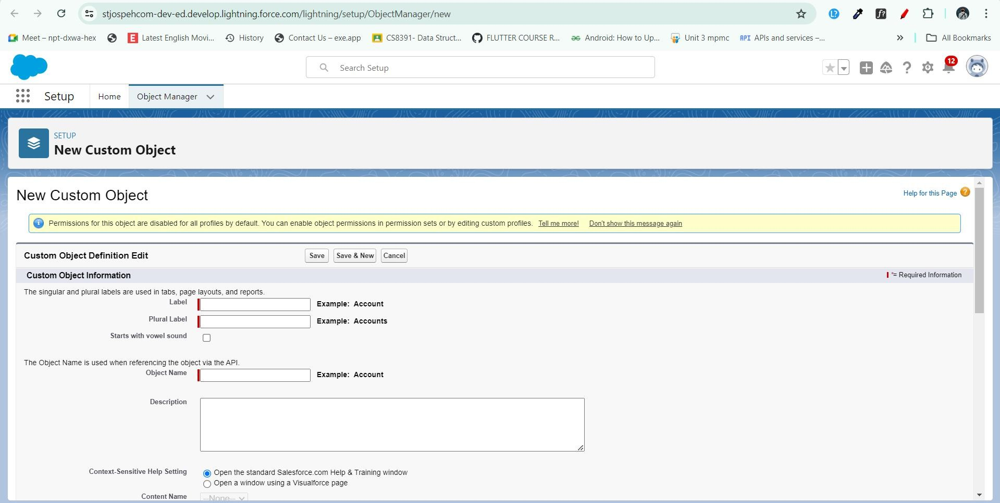 stjospehcom-dev-ed.develop.lightning.force.com/lightning/setup/ObjectManager/new
Meet – npt-dxwa-hex E Latest English Movi... History Contact Us – exe.app CS8391- Data Struct... FLUTTER COURSE R... Android: How to Up... Unit 3 mpmc API APIs and services –... » All Bookmarks
Search Setup 12
Setup Home Object Manager
SETUP
New Custom Object
New Custom Object Help for this Page ?
Permissions for this object are disabled for all profiles by default. You can enable object permissions in permission sets or by editing custom profiles. Tell me more! Don't show this message again
Custom Object Definition Edit Save Save & New Cancel
Custom Object Information *= Required Information
The singular and plural labels are used in tabs, page layouts, and reports.
Label Example: Account
Plural Label Example: Accounts
Starts with vowel sound
The Object Name is used when referencing the object via the API.
Object Name Example: Account
Description
Context-Sensitive Help Setting Open the standard Salesforce.com Help & Training window
Open a window using a Visualforce page
Content Name --None--